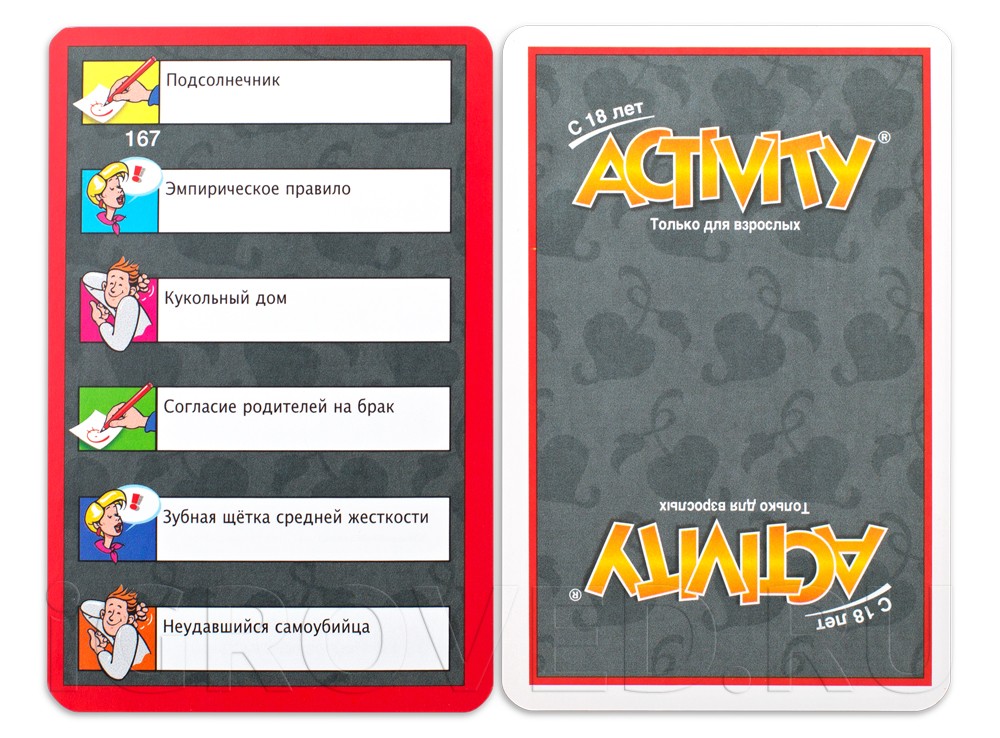 Подсолнечник
167
Эмпирическое правило
Кукольный дом
Согласие родителей на брак
Зубная щётка средней жесткости
Неудавшийся самоубийца
С 18 лет
ACTIVITY®
Только для взрослых
Только для взрослых
ACTIVITY®
С 18 лет
IGROVED.RU